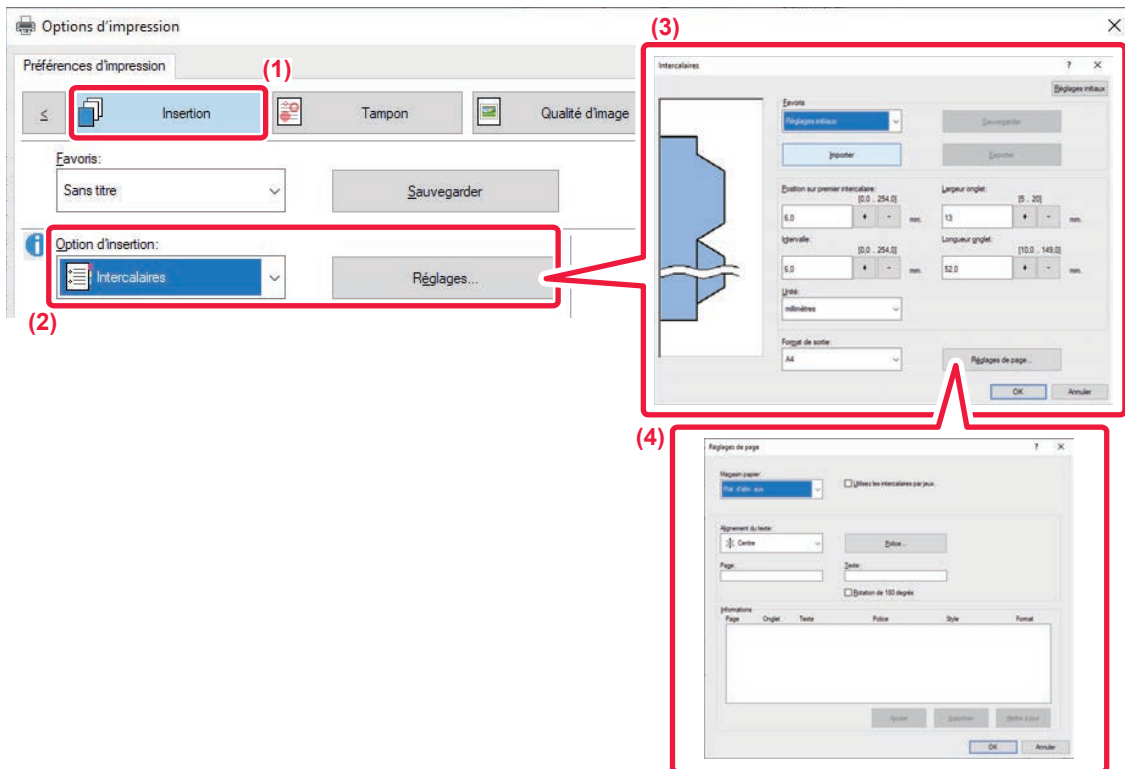 Options d'impression
Préférences d'impression
(1)
≤
Insertion
Tampon
Qualité d'image
Favoris:
Sans titre
Sauvegarder
Option d'insertion:
Intercalaires
Réglages...
(2)
(3)
Intercalaires
?
Réglages initiaux
Favoris
Réglages initiaux
Sauvegarder
Importer
Exporter
Position sur premier intercalaire:
[0,0 .. 254,0]
Largeur onglet:
[5 .. 20]
6,0
+ -
mm.
13
+ -
mm.
Intervalle:
[0,0 .. 254,0]
Longueur onglet:
[10,0 .. 149,0]
6,0
+ -
mm.
52.0
+ -
mm.
Unité:
millimètres
Format de sortie:
A4
Réglages de page...
OK
Annuler
(4)
Réglages de page
?
Magasin papier:
Plat. d'alim. aux.
Utilisez les intercalaires par jeux.
Alignement du texte:
Centre
Police...
Page:
Texte:
Rotation de 180 degrés
Informations
Page Onglet Texte Police Style Format
Ajouter
Supprimer
Mettre à jour
OK
Annuler